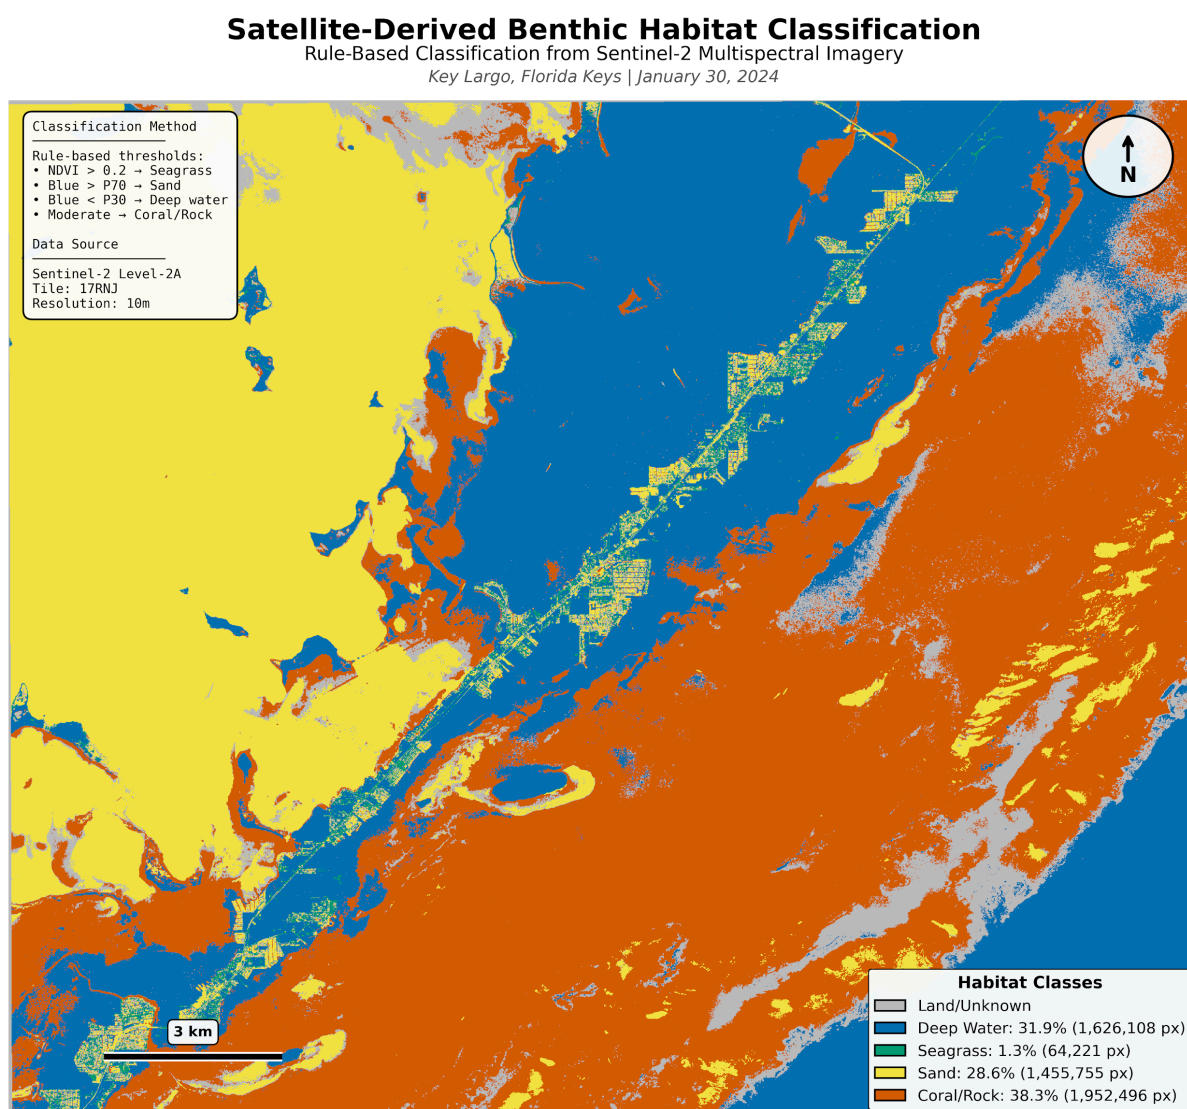 Satellite-Derived Benthic Habitat Classification
Rule-Based Classification from Sentinel-2 Multispectral Imagery
Key Largo, Florida Keys | January 30, 2024
Classification Method
Rule-based thresholds:
• NDVI > 0.2 → Seagrass
• Blue > P70 → Sand
• Blue < P30 → Deep water
• Moderate → Coral/Rock
Data Source
Sentinel-2 Level-2A
Tile: 17RNJ
Resolution: 10m
N
3 km
Habitat Classes
Land/Unknown
Deep Water: 31.9% (1,626,108 px)
Seagrass: 1.3% (64,221 px)
Sand: 28.6% (1,455,755 px)
Coral/Rock: 38.3% (1,952,496 px)